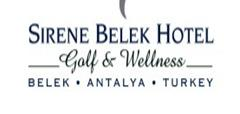 SIRENE BELEK HOTEL
Golf & Wellness
BELEK • ANTALYA • TURKEY